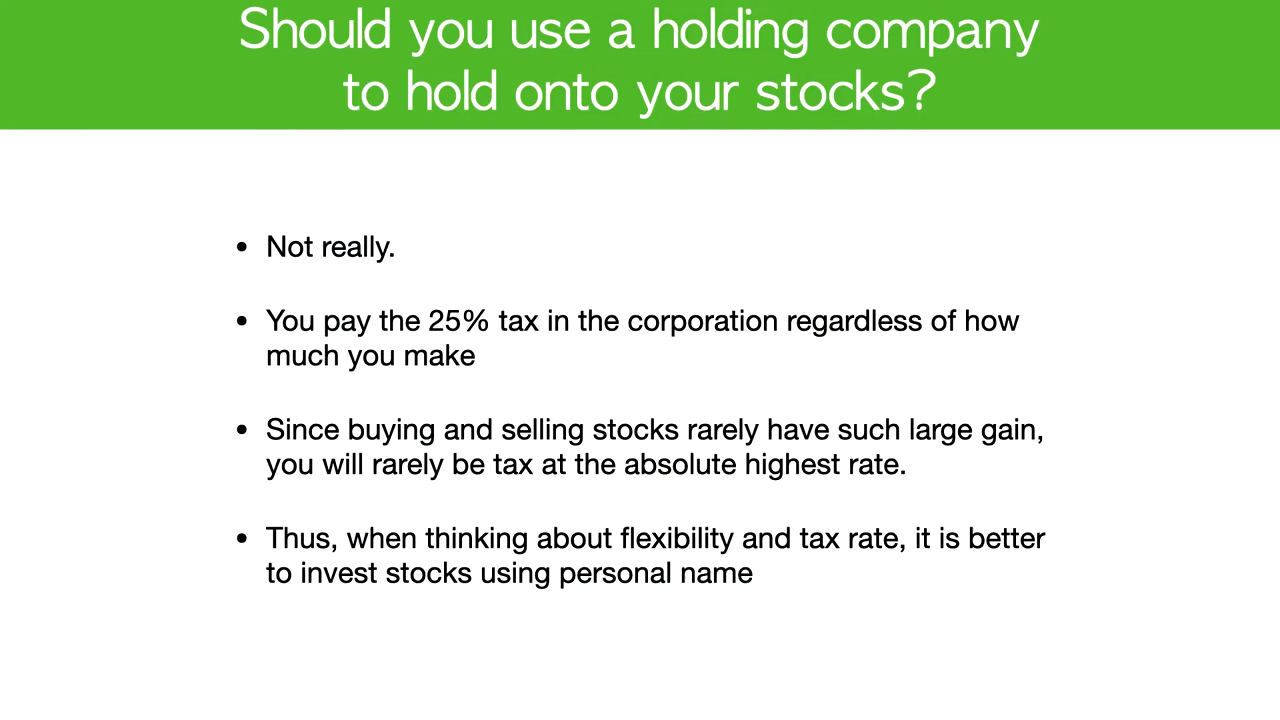 Should you use a holding company
to hold onto your stocks?
• Not really.
• You pay the 25% tax in the corporation regardless of how
much you make
• Since buying and selling stocks rarely have such large gain,
you will rarely be tax at the absolute highest rate.
• Thus, when thinking about flexibility and tax rate, it is better
to invest stocks using personal name